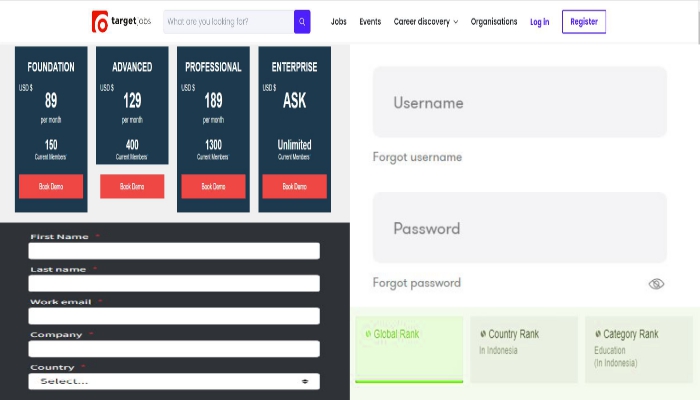 targetjobs What are you looking for? Jobs Events Career discovery Organisations Log in Register
FOUNDATION ADVANCED PROFESSIONAL ENTERPRISE
USD $ USD $ USD $
89 129 189 ASK
per month per month per month
150 400 1300 Unlimited
Current Members Current Members Current Members Current Members
Book Demo Book Demo Book Demo Book Demo
First Name *
Last name *
Work email *
Company *
Country *
Select...
Username
Forgot username
Password
Forgot password
Global Rank Country Rank Category Rank
In Indonesia Education
(In Indonesia)